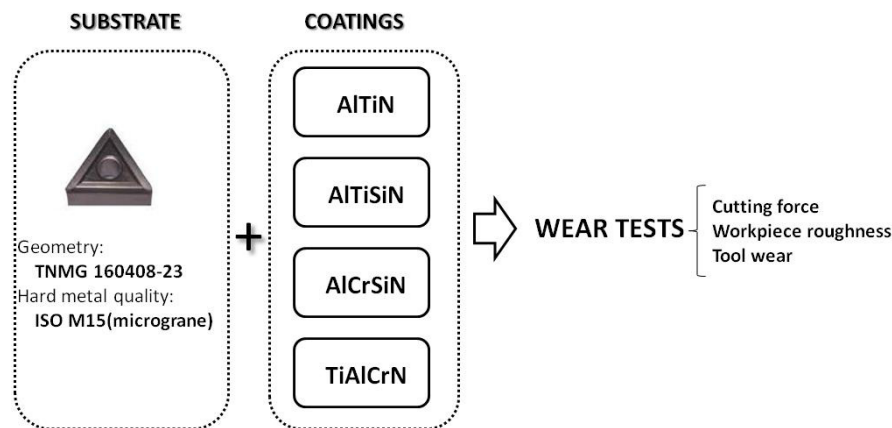 SUBSTRATE
Geometry:
TNMG 160408-23
Hard metal quality:
ISO M15(micrograne)
+
COATINGS
AlTiN
AlTiSiN
AlCrSiN
TiAlCrN
WEAR TESTS
Cutting force
Workpiece roughness
Tool wear